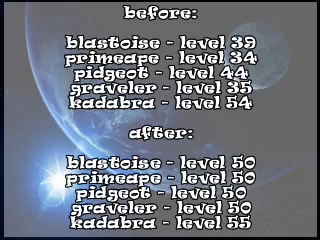 before:
blastoise - level 39
primeape - level 34
pidgeot - level 44
graveler - level 35
kadabra - level 54
after:
blastoise - level 50
primeape - level 50
pidgeot - level 50
graveler - level 50
kadabra - level 55